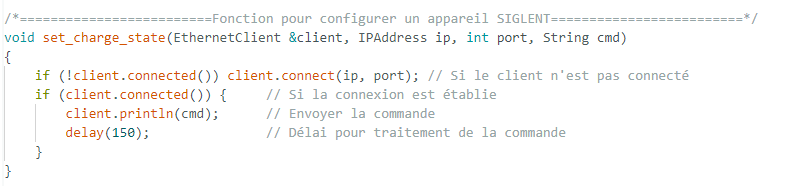 /*=========================Fonction pour configurer un appareil SIGLENT=========================*/
void set_charge_state(EthernetClient &client, IPAddress ip, int port, String cmd)
{
    if (!client.connected()) client.connect(ip, port); // Si le client n'est pas connecté
    if (client.connected()) {     // Si la connexion est établie
        client.println(cmd);      // Envoyer la commande
        delay(150);               // Délai pour traitement de la commande
    }
}